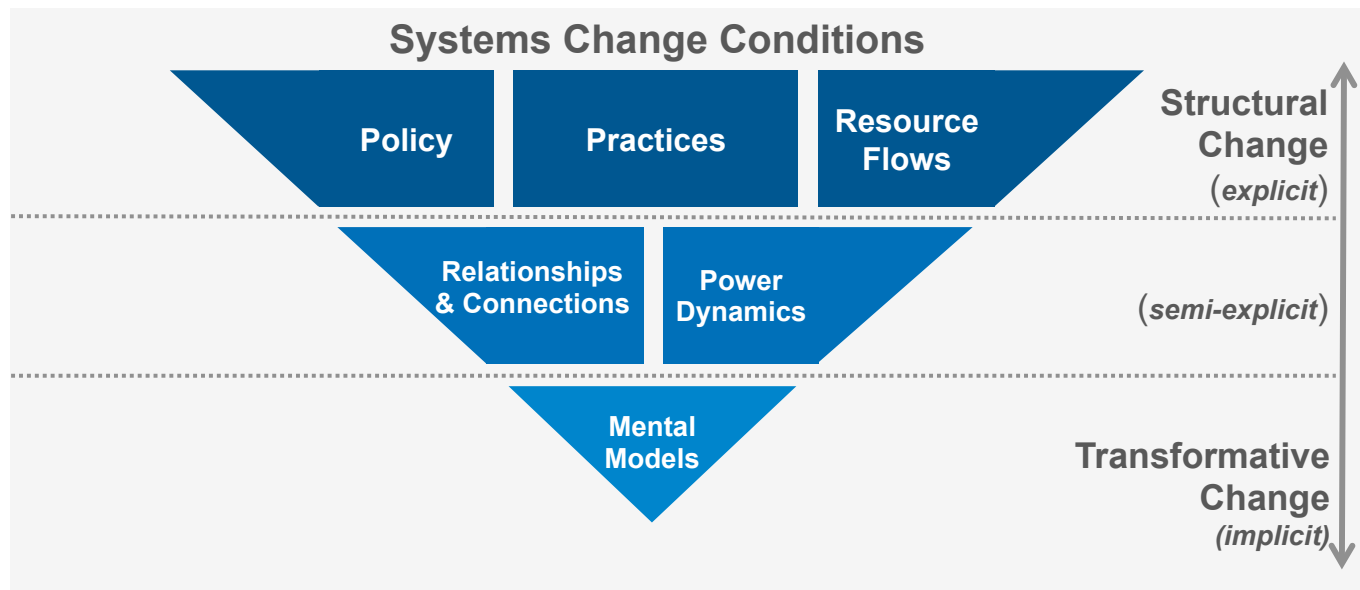 Systems Change Conditions
Policy
Practices
Resource
Flows
Structural
Change
(explicit)
Relationships
& Connections
Power
Dynamics
(semi-explicit)
Mental
Models
Transformative
Change
(implicit)